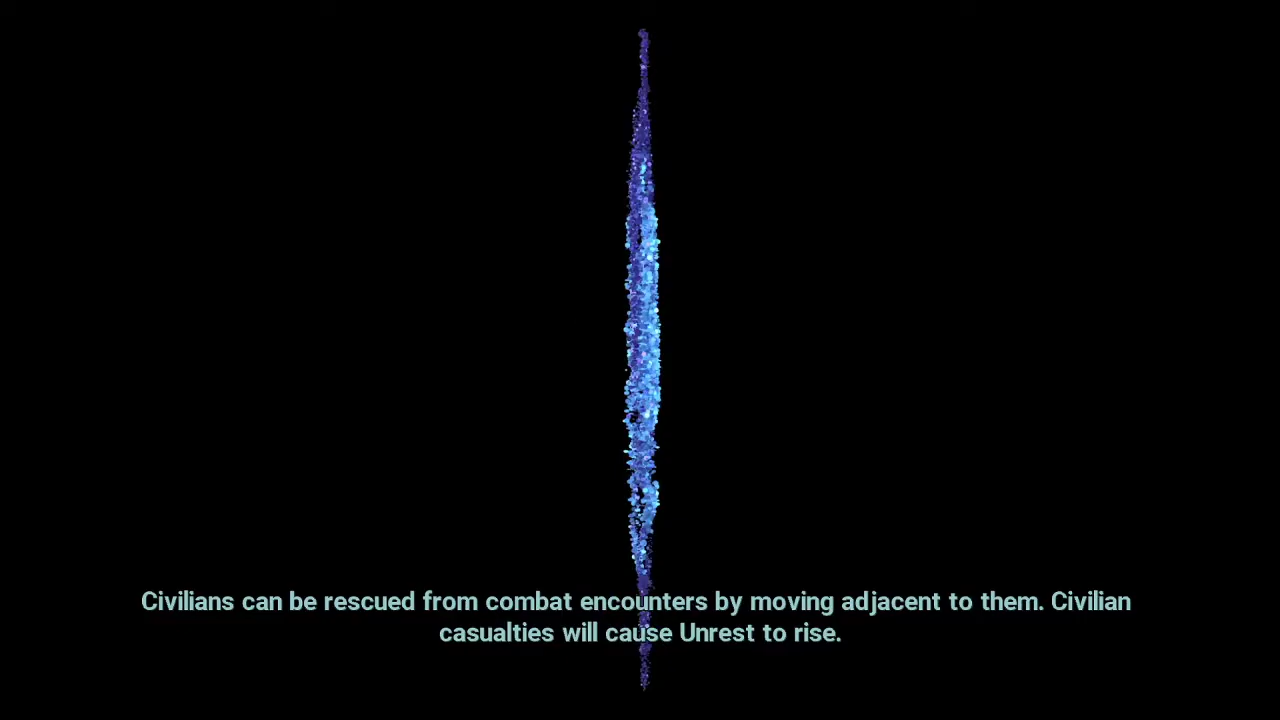 Civilians can be rescued from combat encounters by moving adjacent to them. Civilian
casualties will cause Unrest to rise.